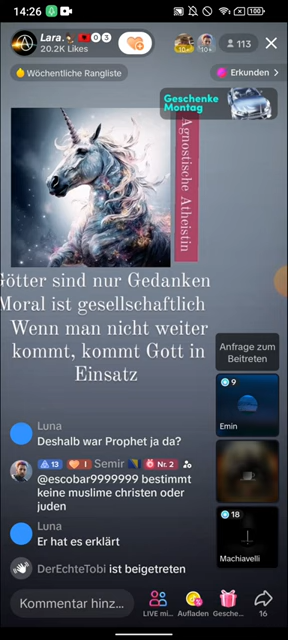 14:26
100
Lara.
0 3
20.2K Likes
10
10
113
Wöchentliche Rangliste
Erkunden >
Geschenke
Montag
Agnostische Atheistin
Götter sind nur Gedanken
Moral ist gesellschaftlich
Wenn man nicht weiter
kommt, kommt Gott in
Einsatz
Anfrage zum
Beitreten
9
Emin
Luna
Deshalb war Prophet ja da?
13 I Semir Nr. 2
@escobar9999999 bestimmt
keine muslime christen oder
juden
Luna
Er hat es erklärt
18
Machiavelli
DerEchteTobi ist beigetreten
Kommentar hinz...
LIVE mi...
Aufladen
Gesche...
16